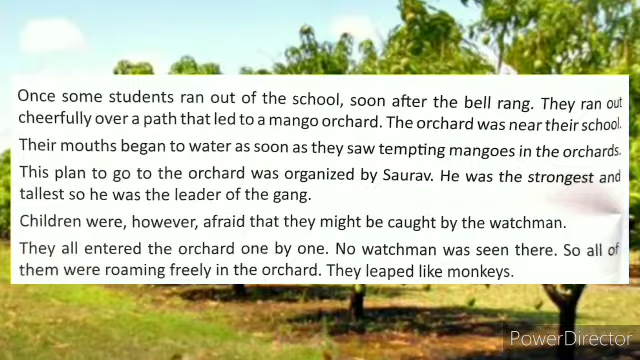 Once some students ran out of the school, soon after the bell rang. They ran out
cheerfully over a path that led to a mango orchard. The orchard was near their school.
Their mouths began to water as soon as they saw tempting mangoes in the orchards.
This plan to go to the orchard was organized by Saurav. He was the strongest and
tallest so he was the leader of the gang.
Children were, however, afraid that they might be caught by the watchman.
They all entered the orchard one by one. No watchman was seen there. So all of
them were roaming freely in the orchard. They leaped like monkeys.
PowerDirector